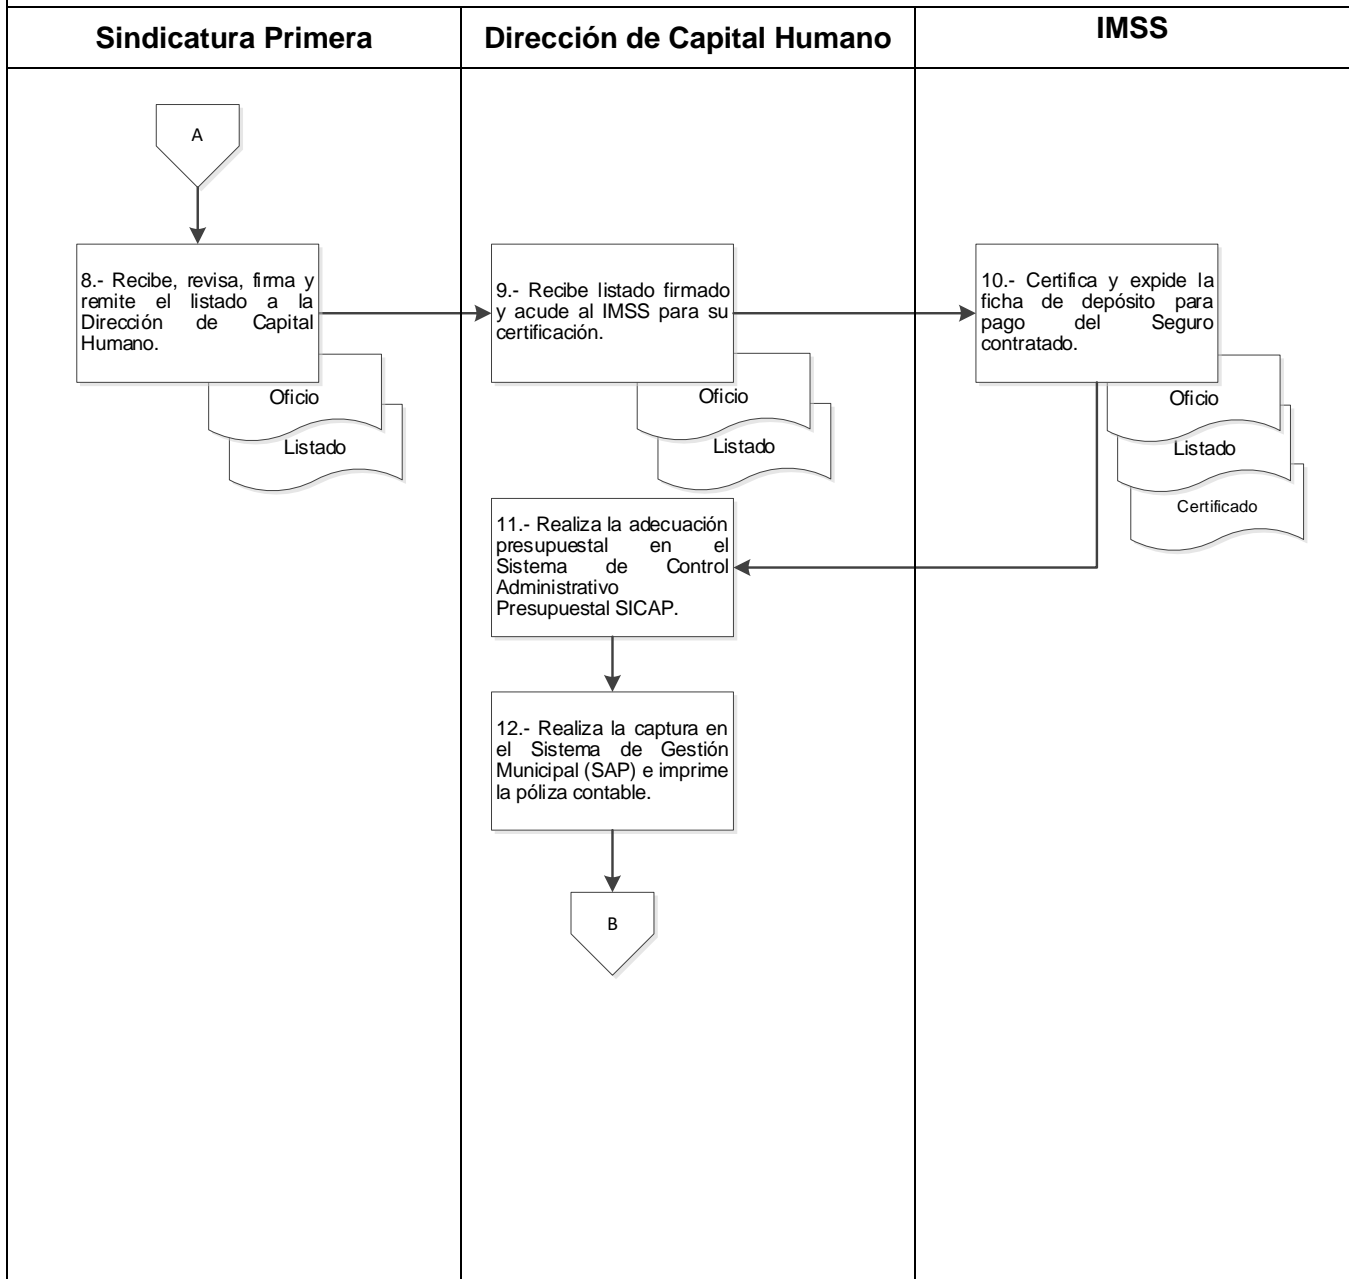 Sindicatura Primera
Dirección de Capital Humano
IMSS
A
8.- Recibe, revisa, firma y
remite el listado a la
Dirección de Capital
Humano.
Oficio
Listado
9.- Recibe listado firmado
y acude al IMSS para su
certificación.
Oficio
Listado
10.- Certifica y expide la
ficha de depósito para
pago del Seguro
contratado.
Oficio
Listado
Certificado
11.- Realiza la adecuación
presupuestal en el
Sistema de Control
Administrativo
Presupuestal SICAP.
12.- Realiza la captura en
el Sistema de Gestión
Municipal (SAP) e imprime
la póliza contable.
B